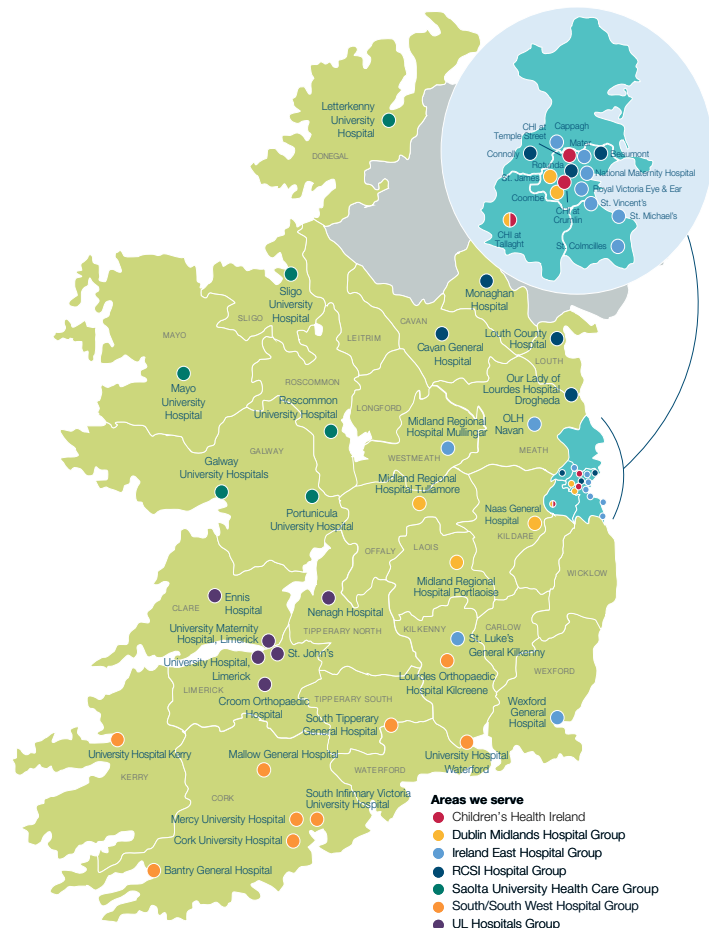 Letterkenny
University
Hospital
DONEGAL
CHI at
Temple Street
Cappagh
Mater
Connolly
Beaumont
Rotunda
National Maternity Hospital
St. James
Royal Victoria Eye & Ear
Coombe
St. Vincent's
CHI at
Crumlin
St. Michael's
CHI at
Tallaght
St. Colmcilles
Sligo
University
Hospital
SLIGO
Monaghan
Hospital
MAYO
LEITRIM
CAVAN
Cavan General
Hospital
Louth County
Hospital
LOUTH
Mayo
University
Hospital
ROSCOMMON
Roscommon
University Hospital
LONGFORD
Our Lady of
Lourdes Hospital
Drogheda
Midland Regional
Hospital Mullingar
OLH
Navan
MEATH
WESTMEATH
GALWAY
Galway
University Hospitals
Midland Regional
Hospital Tullamore
Portunicula
University Hospital
Naas General
Hospital
KILDARE
OFFALY
LAOIS
Midland Regional
Hospital Portlaoise
WICKLOW
CLARE
Ennis
Hospital
Nenagh Hospital
University Maternity
Hospital, Limerick
TIPPERARY NORTH
KILKENNY
CARLOW
St. Luke's
General Kilkenny
St. John's
University Hospital,
Limerick
LIMERICK
Croom Orthopaedic
Hospital
Lourdes Orthopaedic
Hospital Kilcreene
WEXFORD
TIPPERARY SOUTH
South Tipperary
General Hospital
Wexford
General
Hospital
University Hospital Kerry
KERRY
Mallow General Hospital
University Hospital
Waterford
WATERFORD
CORK
South Infirmary Victoria
University Hospital
Mercy University Hospital
Cork University Hospital
Bantry General Hospital
Areas we serve
Children's Health Ireland
Dublin Midlands Hospital Group
Ireland East Hospital Group
RCSI Hospital Group
Saolta University Health Care Group
South/South West Hospital Group
UL Hospitals Group